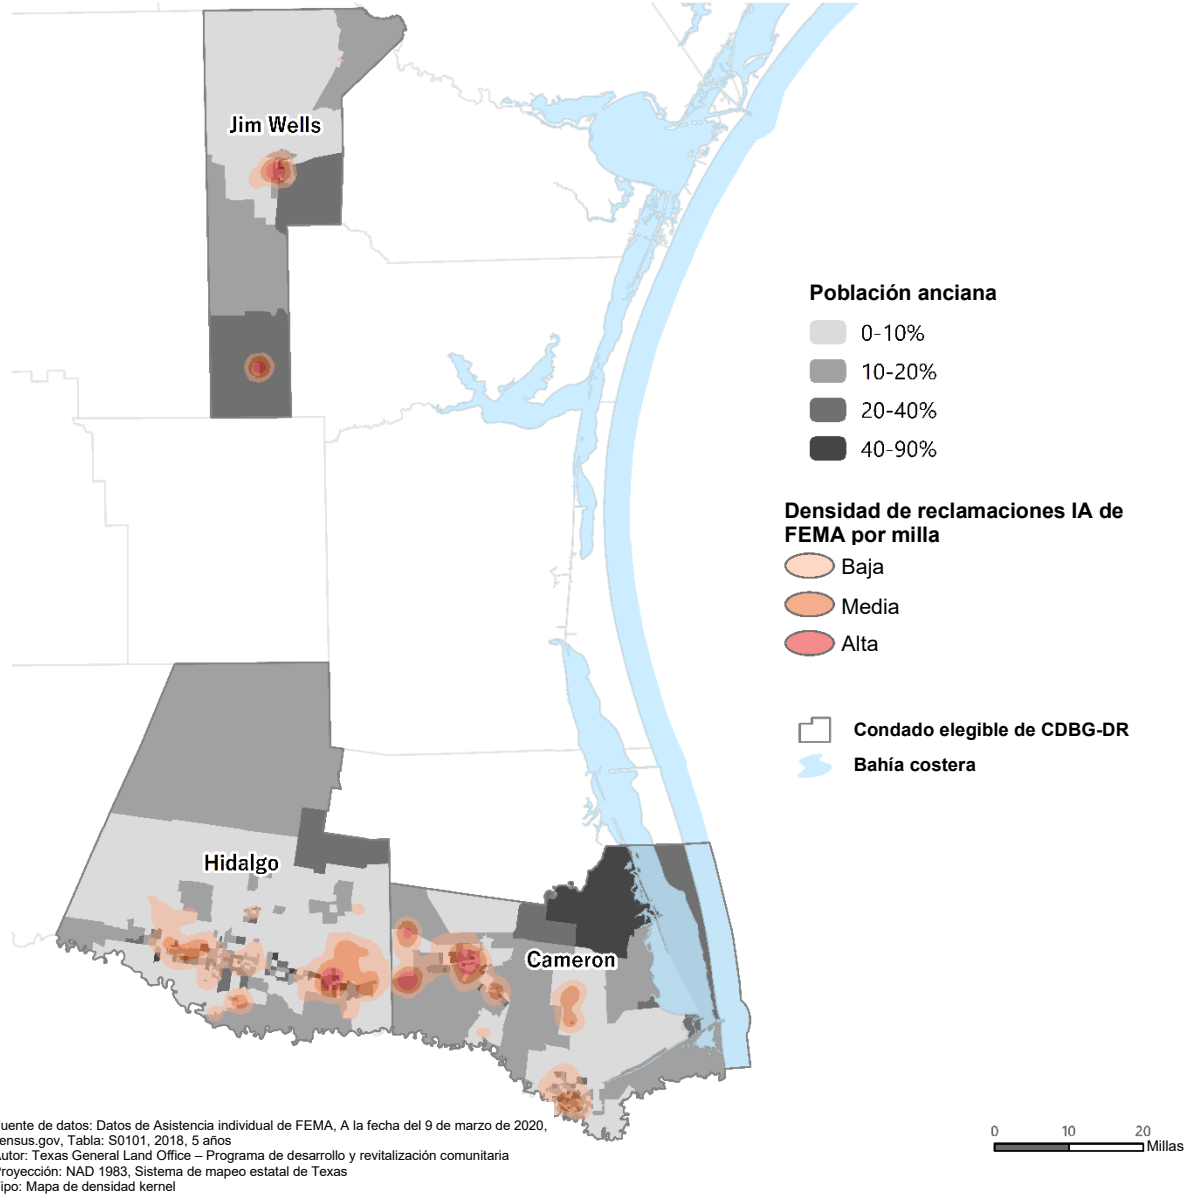 Jim Wells
Población anciana
0-10%
10-20%
20-40%
40-90%
Densidad de reclamaciones IA de
FEMA por milla
Baja
Media
Alta
Condado elegible de CDBG-DR
Bahía costera
Hidalgo
Cameron
uente de datos: Datos de Asistencia individual de FEMA, A la fecha del 9 de marzo de 2020,
ensus.gov, Tabla: S0101, 2018, 5 años
utor: Texas General Land Office – Programa de desarrollo y revitalización comunitaria
royección: NAD 1983, Sistema de mapeo estatal de Texas
ipo: Mapa de densidad kernel
0 10 20
Millas